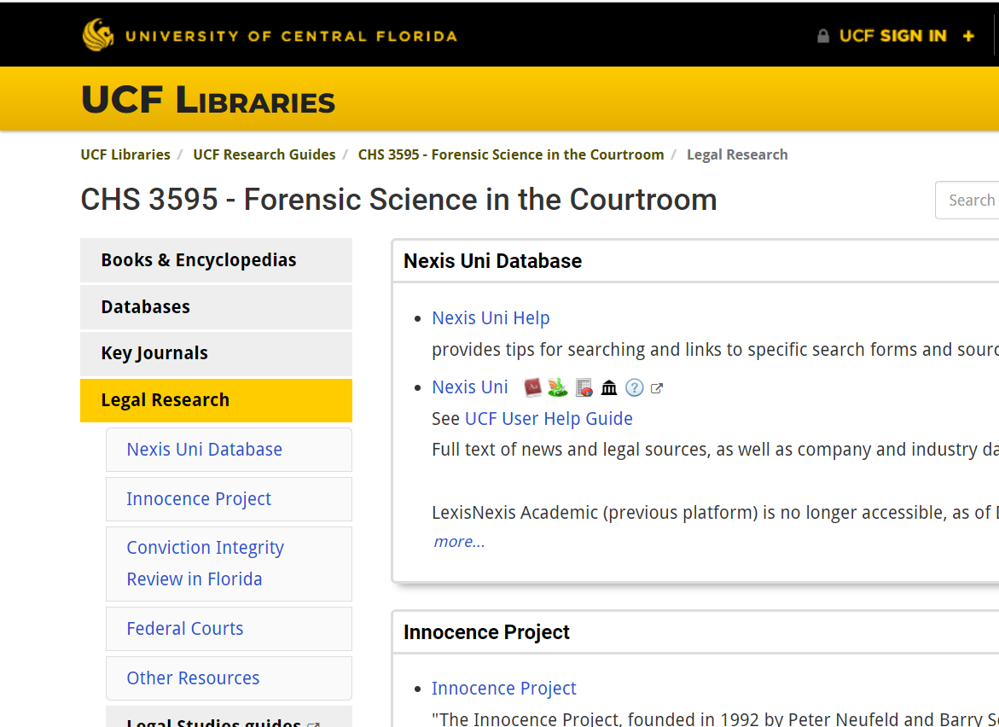 UNIVERSITY OF CENTRAL FLORIDA
UCF SIGN IN +
UCF LIBRARIES
UCF Libraries / UCF Research Guides / CHS 3595 - Forensic Science in the Courtroom / Legal Research
CHS 3595 - Forensic Science in the Courtroom
Search
Books & Encyclopedias
Databases
Key Journals
Legal Research
Nexis Uni Database
Innocence Project
Conviction Integrity
Review in Florida
Federal Courts
Other Resources
Legal Studies guides
Nexis Uni Database
• Nexis Uni Help
provides tips for searching and links to specific search forms and
• Nexis Uni
See UCF User Help Guide
Full text of news and legal sources, as well as company and industry
LexisNexis Academic (previous platform) is no longer accessible, as of
more...
Innocence Project
• Innocence Project
"The Innocence Project, founded in 1992 by Peter Neufeld and Barry